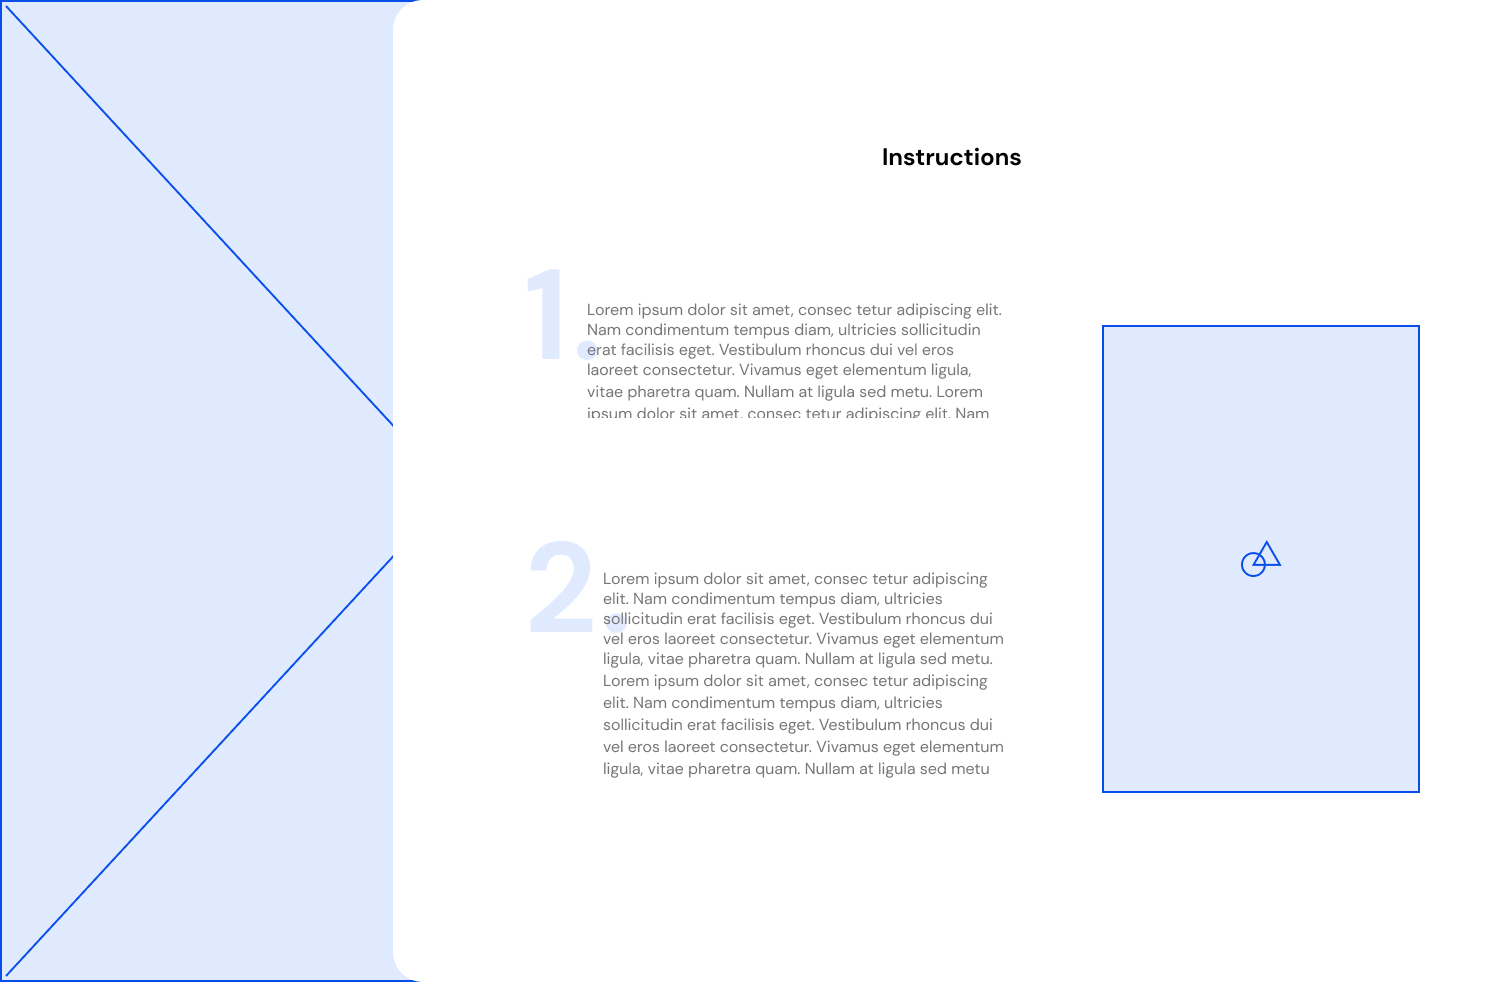 Instructions
1.
Lorem ipsum dolor sit amet, consec tetur adipiscing elit.
Nam condimentum tempus diam, ultricies sollicitudin
erat facilisis eget. Vestibulum rhoncus dui vel eros
laoreet consectetur. Vivamus eget elementum ligula,
vitae pharetra quam. Nullam at ligula sed metu. Lorem
ipsum dolor sit amet, consec tetur adipiscing elit. Nam
2.
Lorem ipsum dolor sit amet, consec tetur adipiscing
elit. Nam condimentum tempus diam, ultricies
sollicitudin erat facilisis eget. Vestibulum rhoncus dui
vel eros laoreet consectetur. Vivamus eget elementum
ligula, vitae pharetra quam. Nullam at ligula sed metu.
Lorem ipsum dolor sit amet, consec tetur adipiscing
elit. Nam condimentum tempus diam, ultricies
sollicitudin erat facilisis eget. Vestibulum rhoncus dui
vel eros laoreet consectetur. Vivamus eget elementum
ligula, vitae pharetra quam. Nullam at ligula sed metu